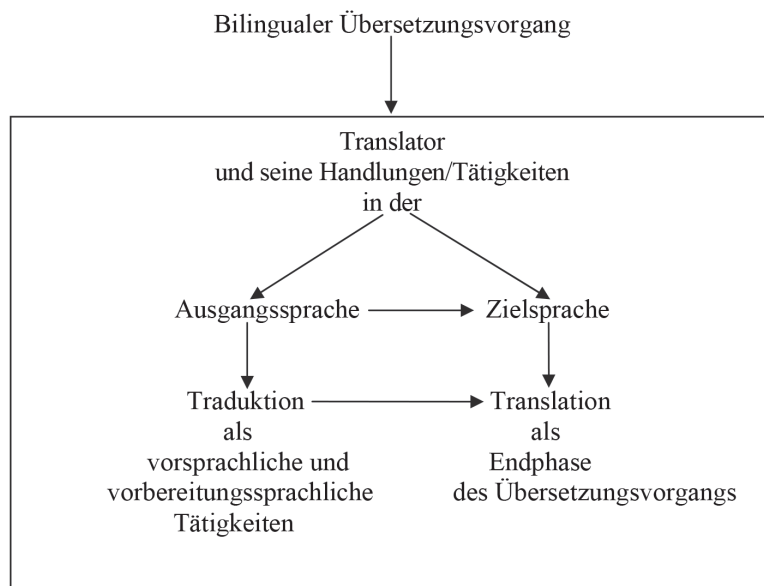 Bilingualer Übersetzungsvorgang
Translator
und seine Handlungen/Tätigkeiten
in der
Ausgangssprache
Zielsprache
Traduktion
als
vorsprachliche und
vorbereitungssprachliche
Tätigkeiten
Translation
als
Endphase
des Übersetzungsvorgangs